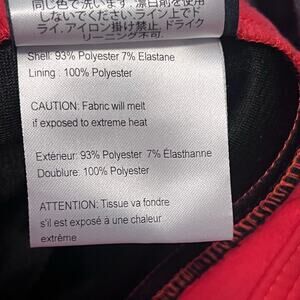 同じ色で洗います。漂白剤を使用
しないでください。ライン上でド
ライ。アイロン掛け禁止。ドライク
リーニング不可.
Shell: 93% Polyester 7% Elastane
Lining : 100% Polyester
CAUTION: Fabric will melt
if exposed to extreme heat
Extérieur: 93% Polyester 7% Élasthanne
Doublure: 100% Polyester
ATTENTION: Tissue va fondre
s'il est exposé à une chaleur
extrême